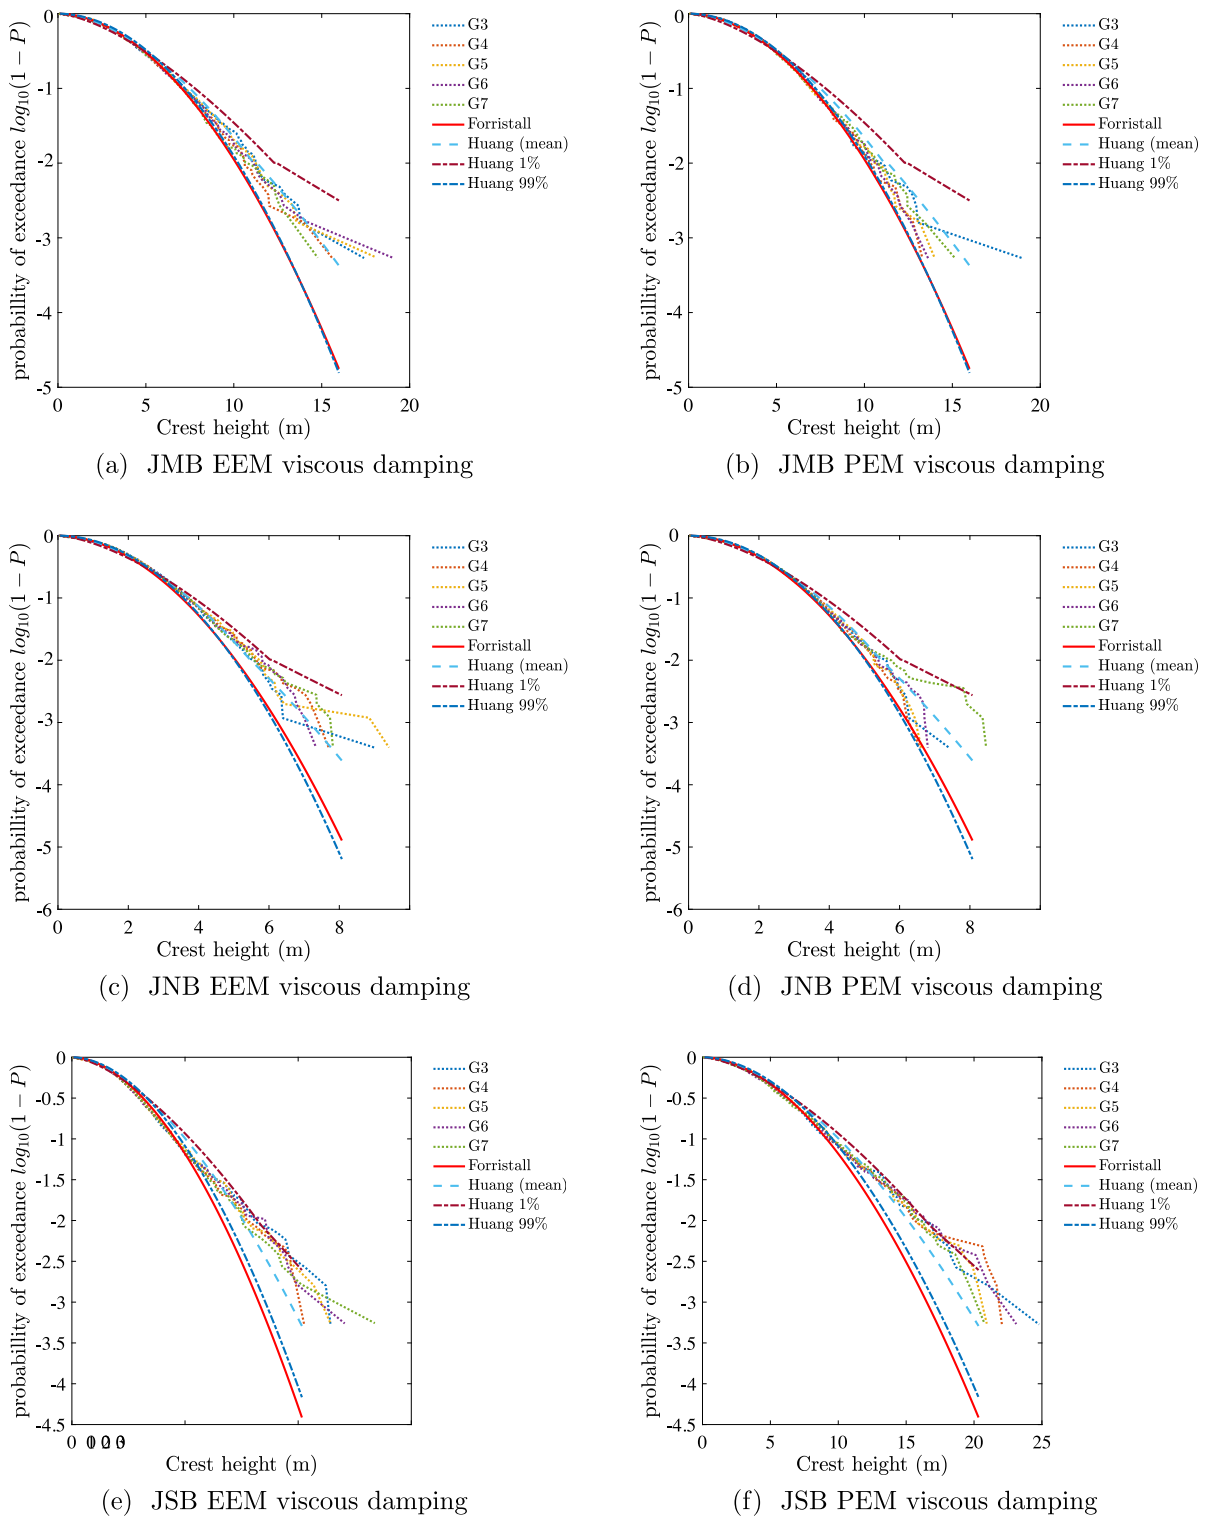 0
-1
-2
-3
-4
-5
0 5 10 15 20
Crest height (m)
probabillity of exceedance log10(1 − P)
G3
G4
G5
G6
G7
Forristall
Huang (mean)
Huang 1%
Huang 99%
(a) JMB EEM viscous damping
0
-1
-2
-3
-4
-5
0 5 10 15 20
Crest height (m)
probabillity of exceedance log10(1 − P)
G3
G4
G5
G6
G7
Forristall
Huang (mean)
Huang 1%
Huang 99%
(b) JMB PEM viscous damping
0
-1
-2
-3
-4
-5
-6
0 2 4 6 8
Crest height (m)
probabillity of exceedance log10(1 − P)
G3
G4
G5
G6
G7
Forristall
Huang (mean)
Huang 1%
Huang 99%
(c) JNB EEM viscous damping
0
-1
-2
-3
-4
-5
-6
0 2 4 6 8
Crest height (m)
probabillity of exceedance log10(1 − P)
G3
G4
G5
G6
G7
Forristall
Huang (mean)
Huang 1%
Huang 99%
(d) JNB PEM viscous damping
0
-0.5
-1
-1.5
-2
-2.5
-3
-3.5
-4
-4.5
0
Crest height (m)
probabillity of exceedance log10(1 − P)
G3
G4
G5
G6
G7
Forristall
Huang (mean)
Huang 1%
Huang 99%
(e) JSB EEM viscous damping
0
-0.5
-1
-1.5
-2
-2.5
-3
-3.5
-4
-4.5
0 5 10 15 20 25
Crest height (m)
probabillity of exceedance log10(1 − P)
G3
G4
G5
G6
G7
Forristall
Huang (mean)
Huang 1%
Huang 99%
(f) JSB PEM viscous damping